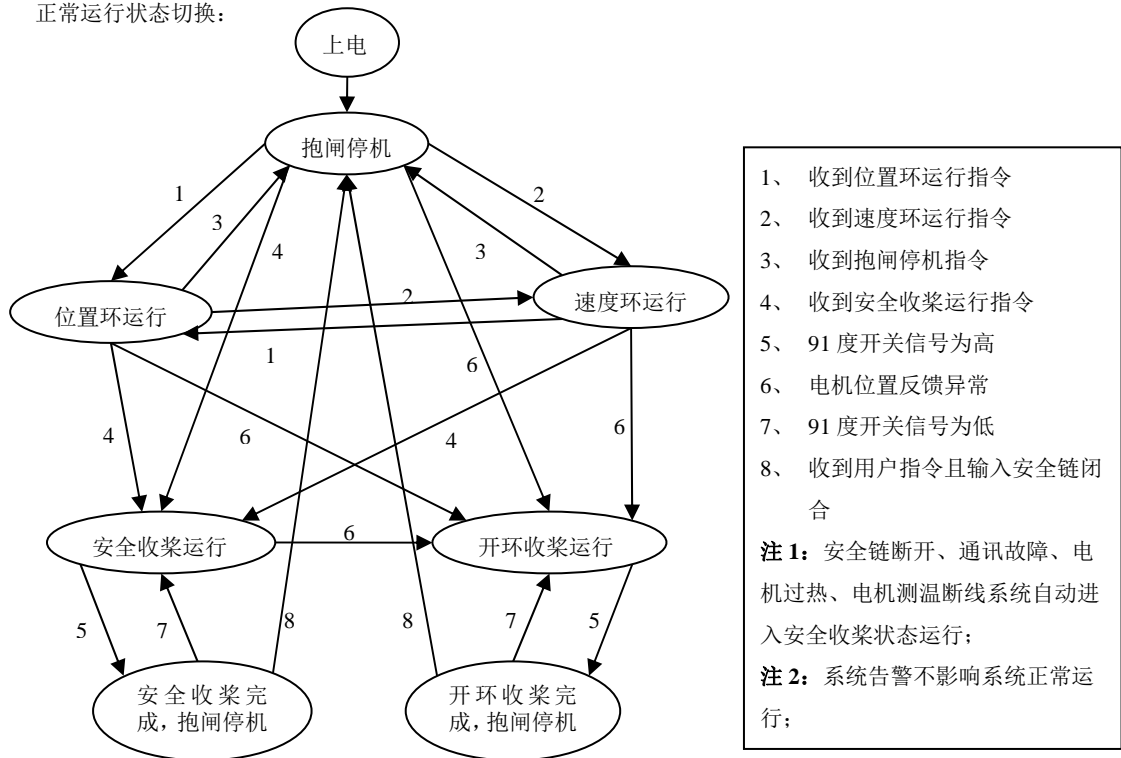 正常运行状态切换：
上电
抱闸停机
1
2
3
4
3
位置环运行
2
速度环运行
1
6
4
6
4
6
安全收桨运行
6
开环收桨运行
5
7
8
8
7
5
安全收桨完
成，抱闸停机
开环收桨完
成，抱闸停机
1、 收到位置环运行指令
2、 收到速度环运行指令
3、 收到抱闸停机指令
4、 收到安全收桨运行指令
5、 91 度开关信号为高
6、 电机位置反馈异常
7、 91 度开关信号为低
8、 收到用户指令且输入安全链闭
合
注 1：安全链断开、通讯故障、电
机过热、电机测温断线系统自动进
入安全收桨状态运行；
注 2：系统告警不影响系统正常运
行；